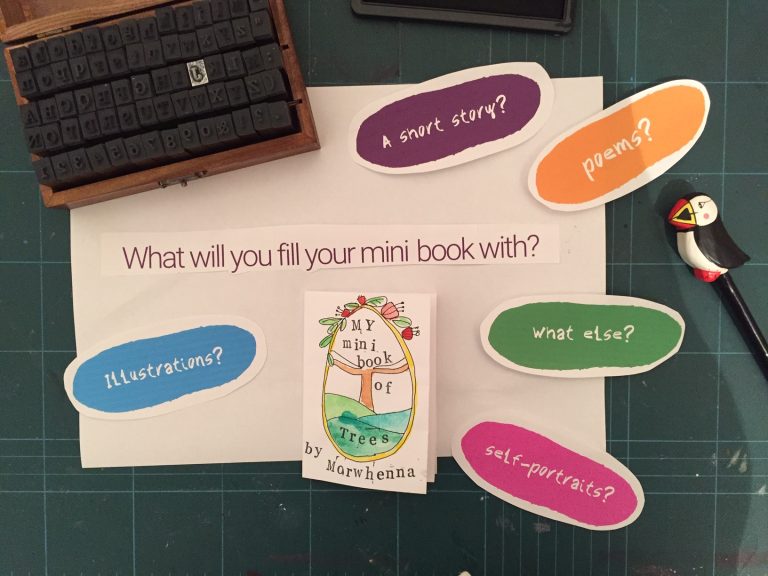 A short story?
poems?
What will you fill your mini book with?
What else?
Illustrations?
MY
mini
book
of
Trees
by Morwhenna
self-portraits?